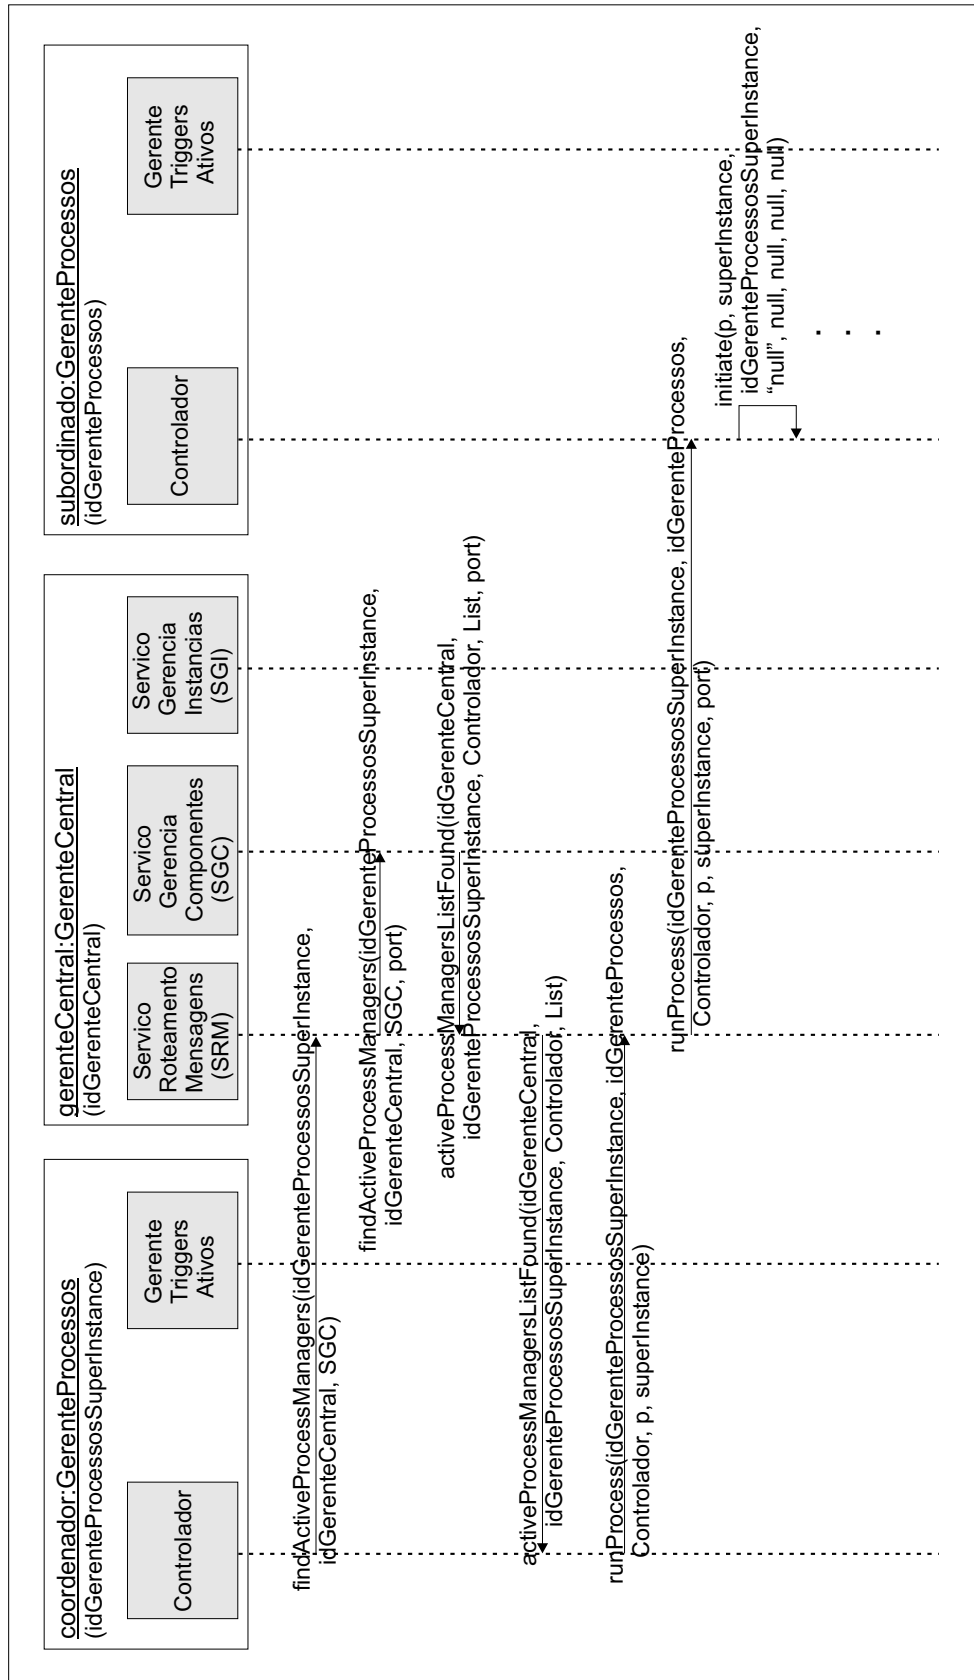 coordenador:GerenteProcessos
(idGerenteProcessosSuperInstance)
Controlador
Gerente
Triggers
Ativos
gerenteCentral:GerenteCentral
(idGerenteCentral)
Servico
Roteamento
Mensagens
(SRM)
Servico
Gerencia
Componentes
(SGC)
Servico
Gerencia
Instancias
(SGI)
subordinado:GerenteProcessos
(idGerenteProcessos)
Controlador
Gerente
Triggers
Ativos
findActiveProcessManagers(idGerenteProcessosSuperInstance,
idGerenteCentral, SGC)
findActiveProcessManagers(idGerenteProcessosSuperInstance,
idGerenteCentral, SGC, port)
activeProcessManagersListFound(idGerenteCentral,
idGerenteProcessosSuperInstance, Controlador, List, port)
activeProcessManagersListFound(idGerenteCentral,
idGerenteProcessosSuperInstance, Controlador, List)
runProcess(idGerenteProcessosSuperInstance, idGerenteProcessos,
Controlador, p, superInstance)
runProcess(idGerenteProcessosSuperInstance, idGerenteProcessos,
Controlador, p, superInstance, port)
initiate(p, superInstance,
idGerenteProcessosSuperInstance,
“null”, null, null, null, null)
. . .